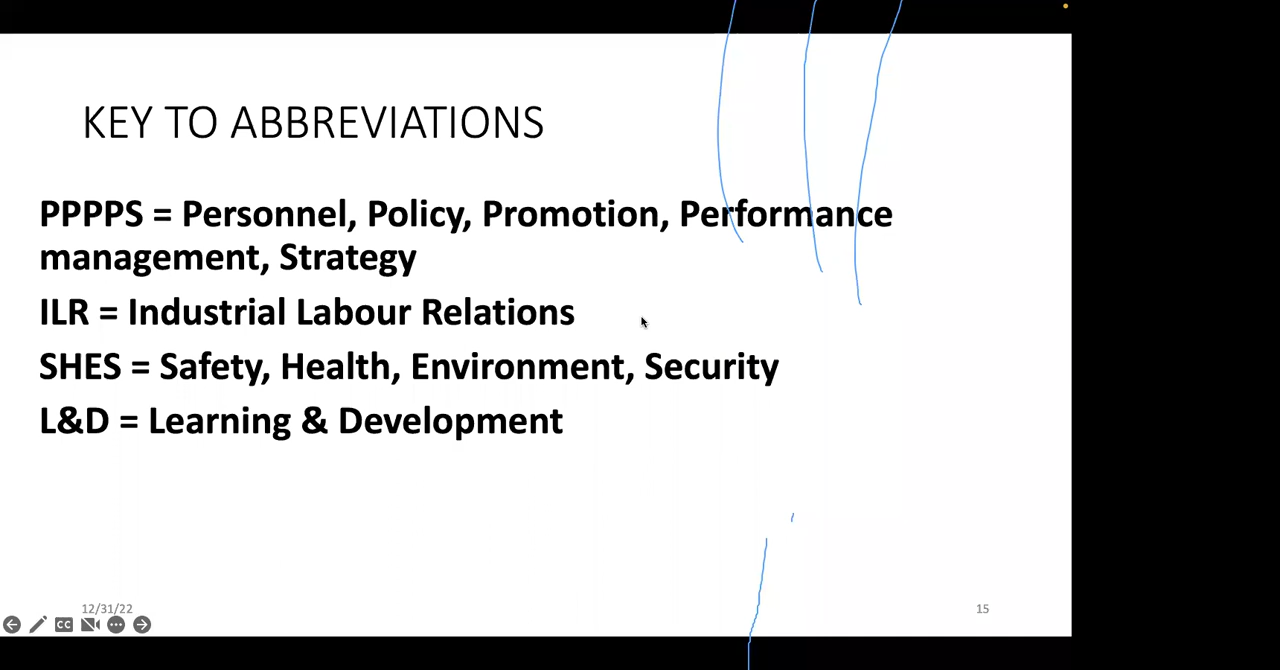 KEY TO ABBREVIATIONS
PPPPS = Personnel, Policy, Promotion, Performance
management, Strategy
ILR = Industrial Labour Relations
SHES = Safety, Health, Environment, Security
L&D = Learning & Development
12/31/22
15
CC